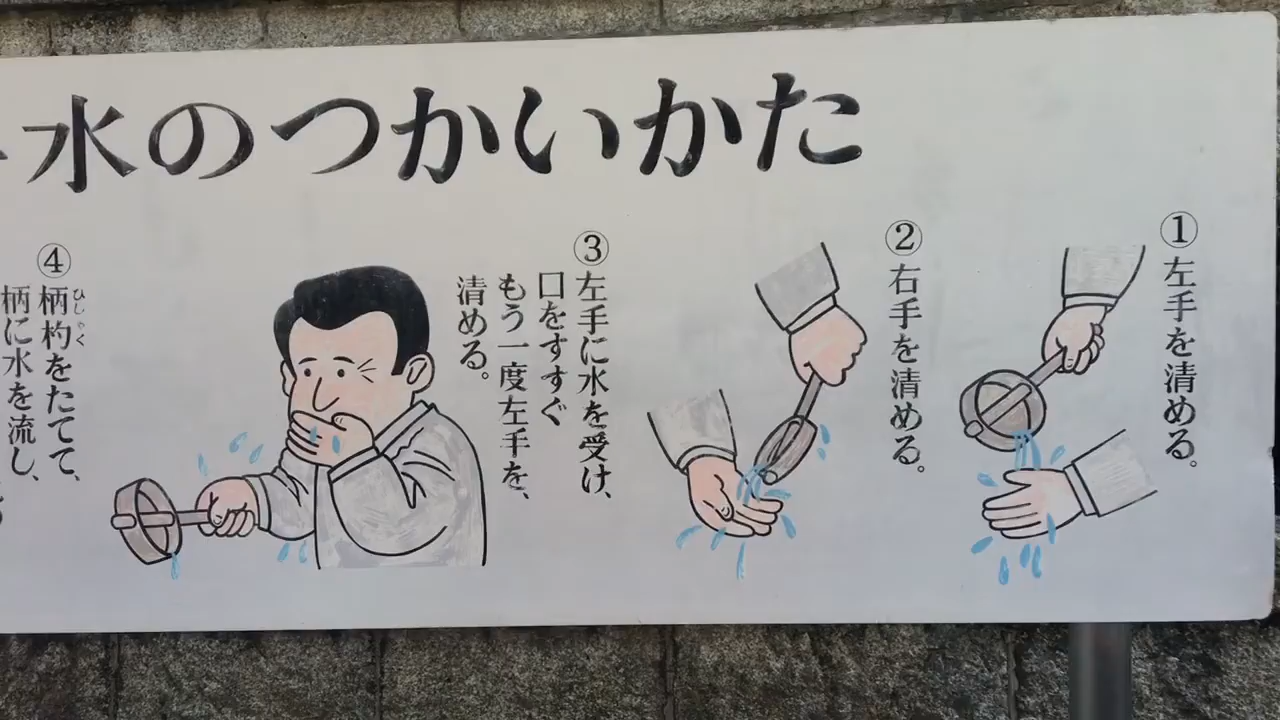 水のつかいかた
①左手を清める。
②右手を清める。
③左手に水を受け、
口をすすぐ
もう一度左手を、
清める。
④柄杓をたてて、
ひしゃく
柄に水を流し、